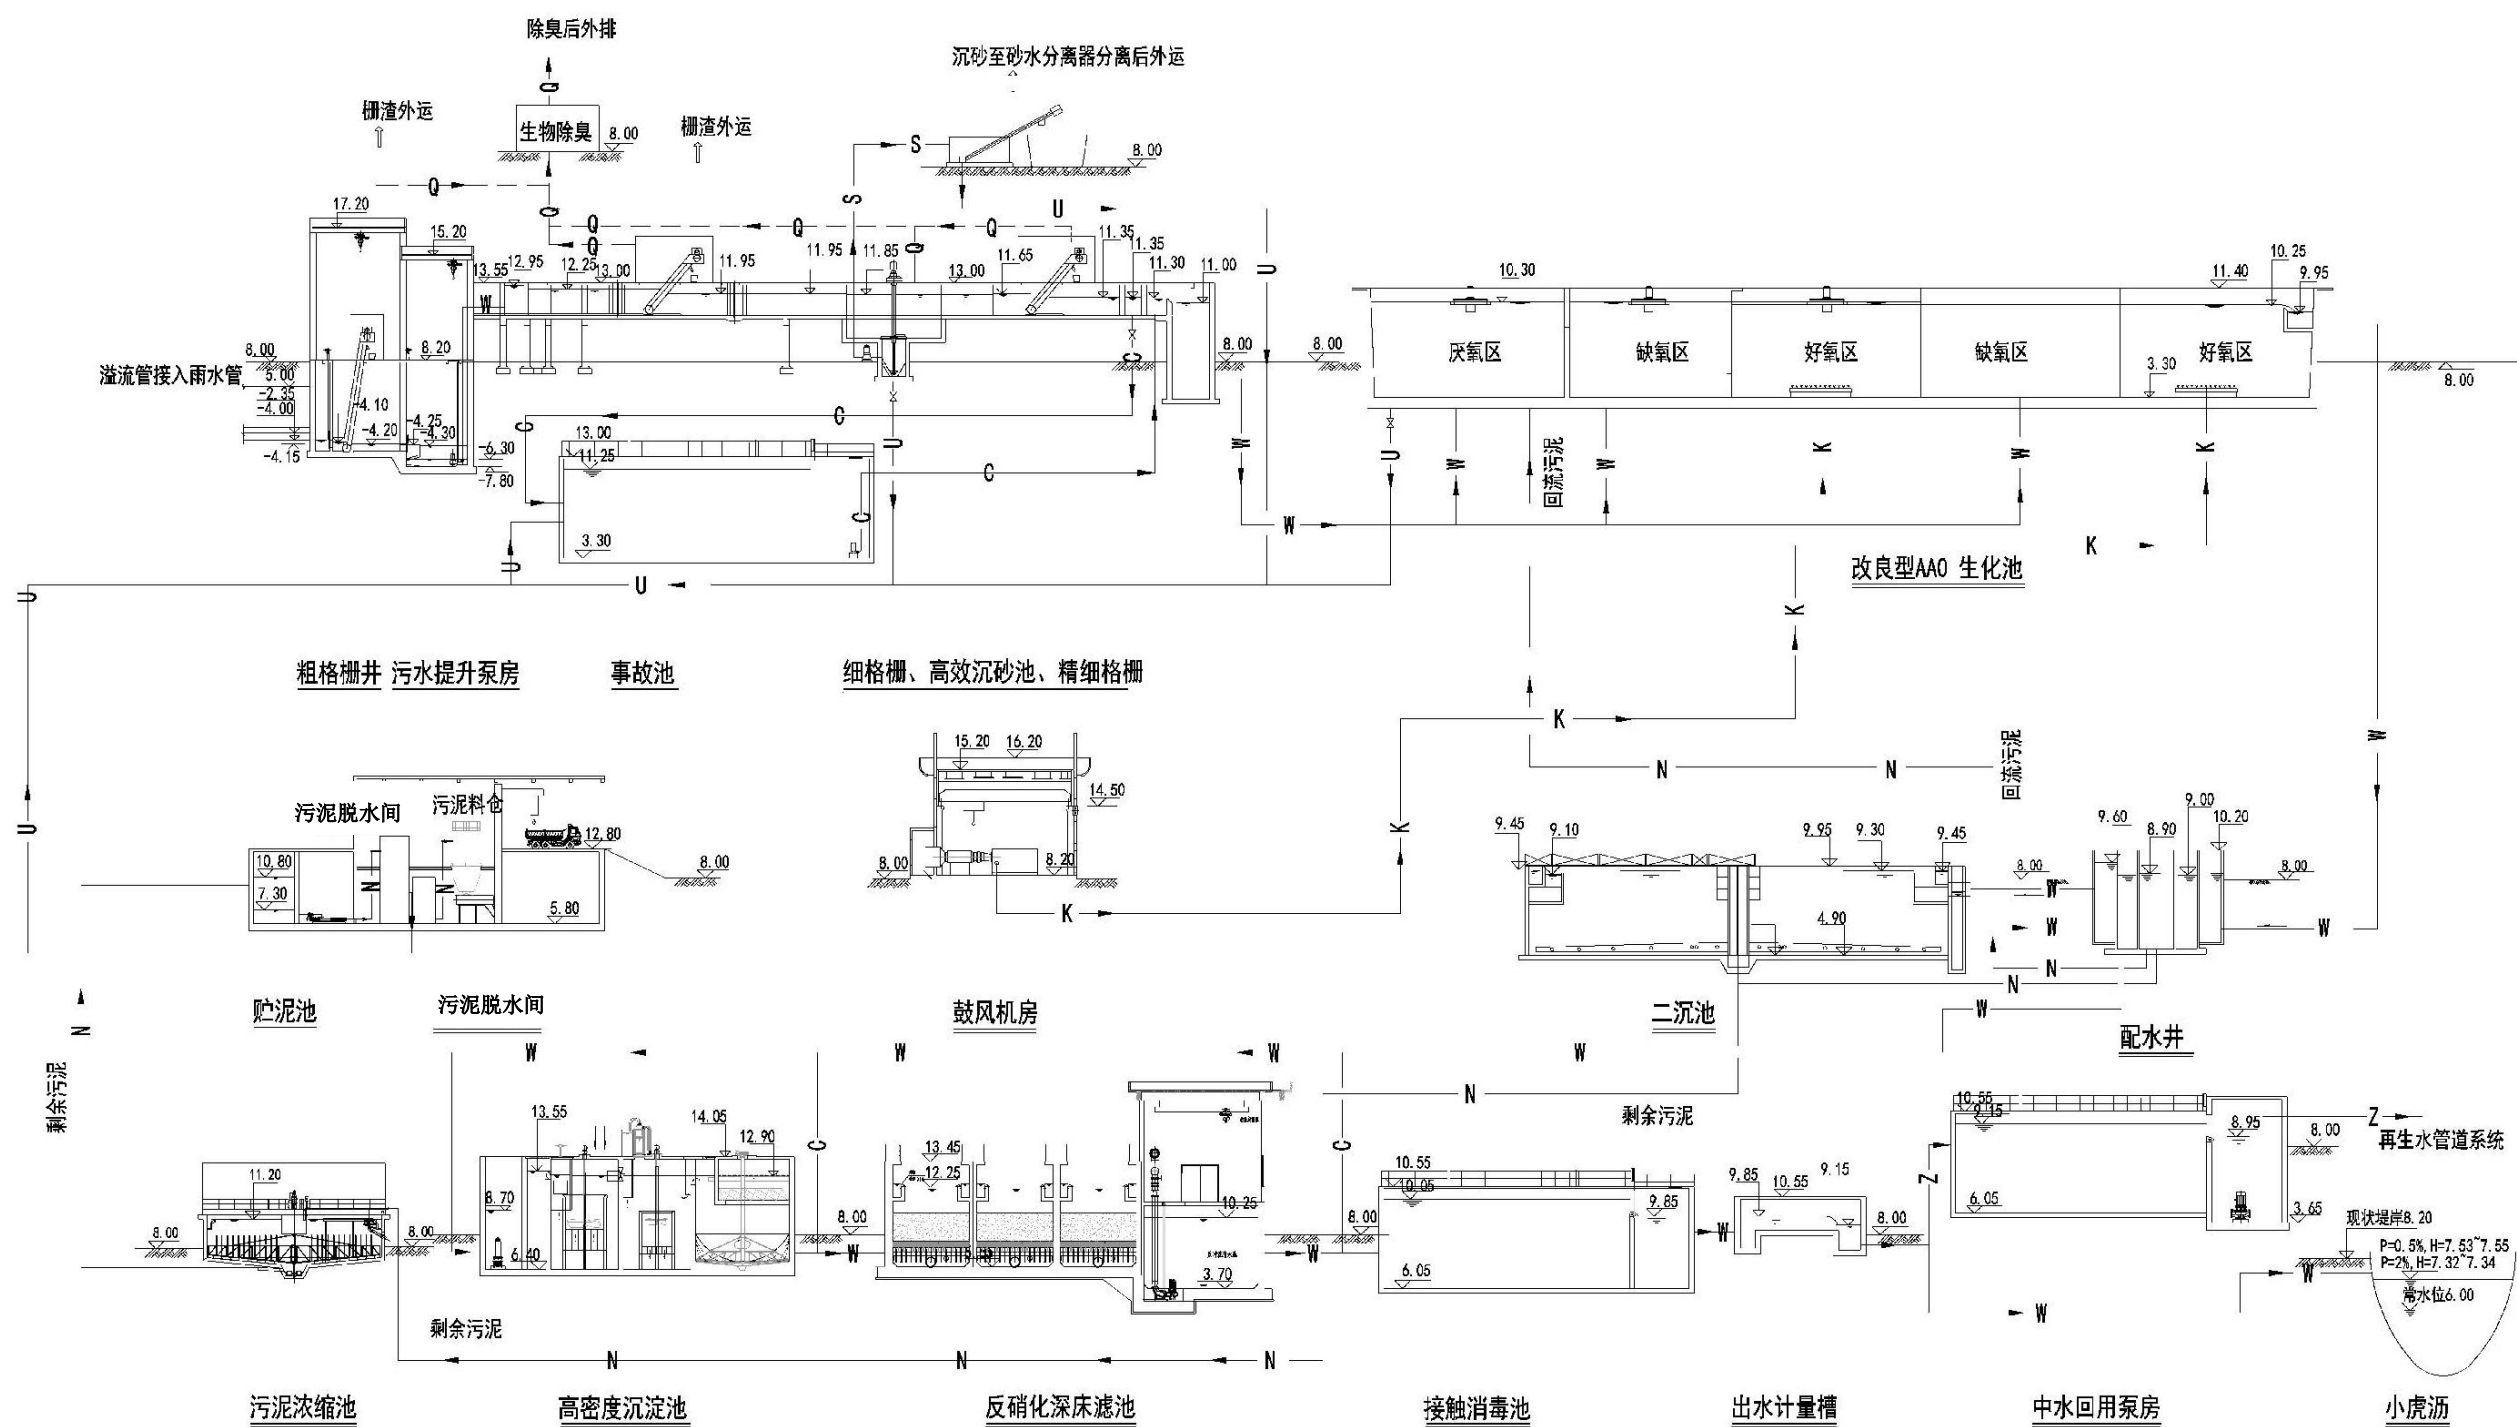 除臭后外排
沉砂至砂水分离器分离后外运
Q
栅渣外运
生物除臭
8.00
栅渣外运
S
8.00
Q
Q
S
U
17.20
15.20
Q
Q
Q
Q
Q
11.35
11.35
13.55
12.95
12.25
13.00
11.95
11.95
11.85
13.00
11.65
11.30
11.00
U
W
10.30
10.25
11.40
9.95
8.00
8.20
C
8.00
8.00
厌氧区
缺氧区
好氧区
缺氧区
好氧区
3.30
8.00
溢流管接入雨水管
5.00
-2.35
-4.00
-4.10
-4.25
-4.20
-4.30
-4.15
-6.30
-7.80
C
C
13.00
11.25
U
C
C
3.30
W
W
U
W
回流污泥
W
K
W
K
U
U
U
K
K
改良型AAO 生化池
粗格栅井
污水提升泵房
事故池
细格栅、高效沉砂池、精细格栅
K
N
N
回流污泥
W
15.20
16.20
14.50
污泥脱水间
污泥料仓
12.80
8.00
10.80
7.30
N
N
5.80
U
8.00
8.20
K
K
9.45
9.10
9.95
9.30
9.45
4.90
8.00
W
W
N
N
9.60
9.00
8.90
10.20
8.00
W
W
贮泥池
污泥脱水间
鼓风机房
二沉池
配水井
N
剩余污泥
W
W
W
W
N
剩余污泥
13.55
14.05
12.90
8.70
6.40
C
13.45
12.25
10.25
3.70
C
10.55
10.05
9.85
6.05
9.85
10.55
9.15
10.55
9.15
8.95
Z
再生水管道系统
8.00
6.05
3.65
11.20
8.00
8.00
8.00
W
W
8.00
W
8.00
Z
W
W
现状堤岸8.20
P=0.5%,H=7.53~7.55
P=2%,H=7.32~7.34
常水位6.00
剩余污泥
N
N
N
污泥浓缩池
高密度沉淀池
反硝化深床滤池
接触消毒池
出水计量槽
中水回用泵房
小虎沥